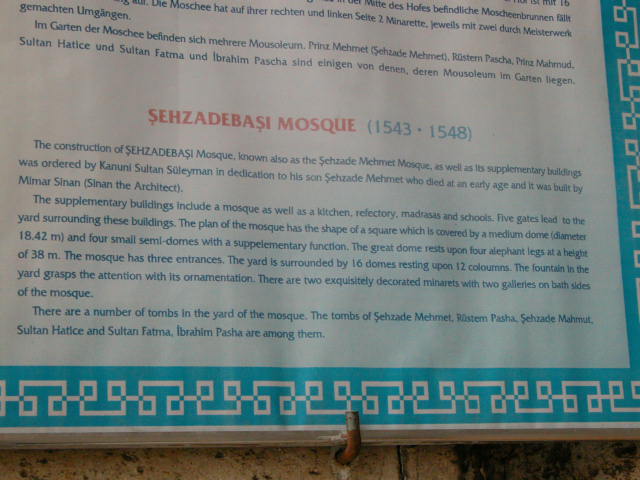 auf. Die Moschee hat auf ihrer rechten und linken Seite 2 Minarette, jeweils mit zwei durch Meisterwerk
in der Mitte des Hofes befindliche Moscheenbrunnen fällt
ist mit 16
gemachten Umgängen.
Im Garten der Moschee befinden sich mehrere Mousoleum. Prinz Mehmet (Şehzade Mehmet), Rüstem Pascha, Prinz Mahmud,
Sultan Hatice und Sultan Fatma und İbrahim Pascha sind einigen von denen, deren Mousoleum im Garten liegen.
ŞEHZADEBAŞI MOSQUE (1543 · 1548)
The construction of ŞEHZADEBAŞI Mosque, known also as the Şehzade Mehmet Mosque, as well as its supplementary buildings
was ordered by Kanuni Sultan Süleyman in dedication to his son Şehzade Mehmet who died at an early age and it was built by
Mimar Sinan (Sinan the Architect).
The supplementary buildings include a mosque as well as a kitchen, refectory, madrasas and schools. Five gates lead to the
yard surrounding these buildings. The plan of the mosque has the shape of a square which is covered by a medium dome (diameter
18.42 m) and four small semi-domes with a suppelementary function. The great dome rests upon four alephant legs at a height
of 38 m. The mosque has three entrances. The yard is surrounded by 16 domes resting upon 12 coloumns. The fountain in the
yard grasps the attention with its ornamentation. There are two exquisitely decorated minarets with two galleries on bath sides
of the mosque.
There are a number of tombs in the yard of the mosque. The tombs of Şehzade Mehmet, Rüstem Pasha, Şehzade Mahmut,
Sultan Hatice and Sultan Fatma, İbrahim Pasha are among them.